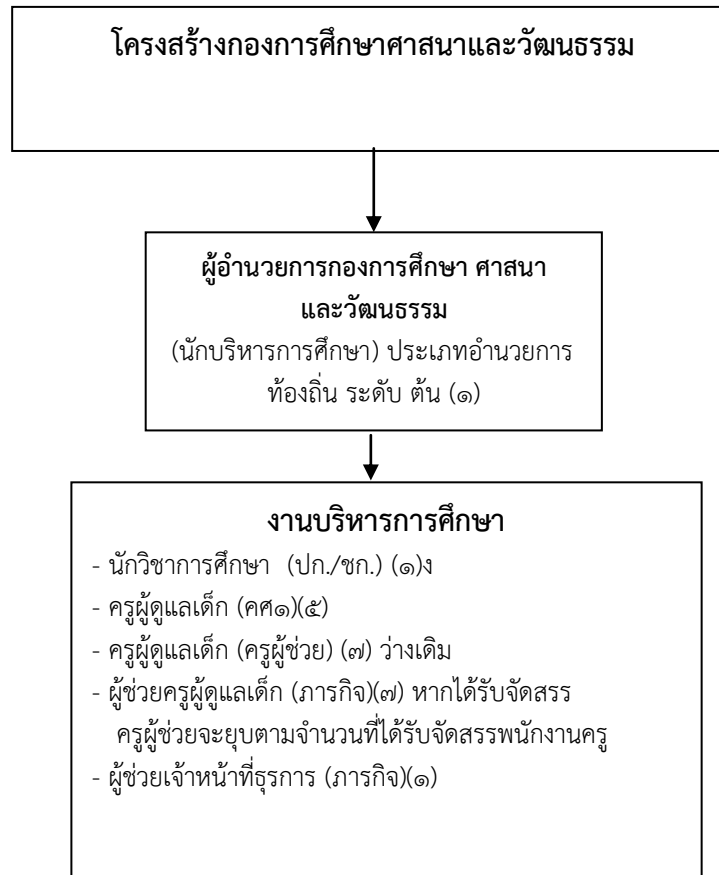 โครงสร้างกองการศึกษาศาสนาและวัฒนธรรม
ผู้อำนวยการกองการศึกษา ศาสนา
และวัฒนธรรม
(นักบริหารการศึกษา) ประเภทอำนวยการ
ท้องถิ่น ระดับ ต้น (๑)
งานบริหารการศึกษา
- นักวิชาการศึกษา (ปก./ชก.) (๑)ง
- ครูผู้ดูแลเด็ก (คศ๑)(๕)
- ครูผู้ดูแลเด็ก (ครูผู้ช่วย) (๗) ว่างเดิม
- ผู้ช่วยครูผู้ดูแลเด็ก (ภารกิจ)(๗) หากได้รับจัดสรร
ครูผู้ช่วยจะยุบตามจำนวนที่ได้รับจัดสรรพนักงานครู
- ผู้ช่วยเจ้าหน้าที่ธุรการ (ภารกิจ)(๑)